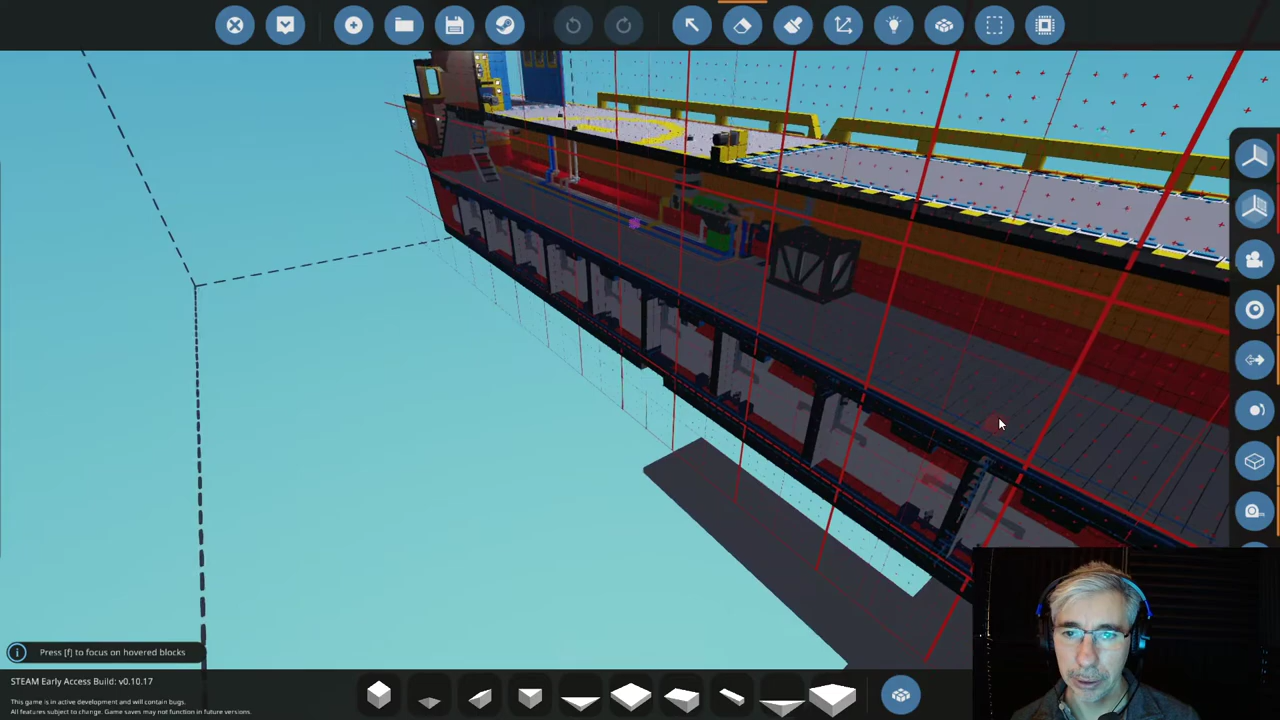 Press [f] to focus on hovered blocks
STEAM Early Access Build: v0.10.17
This game is in active development and will contain bugs.
All features subject to change. Game saves may not function in future versions.